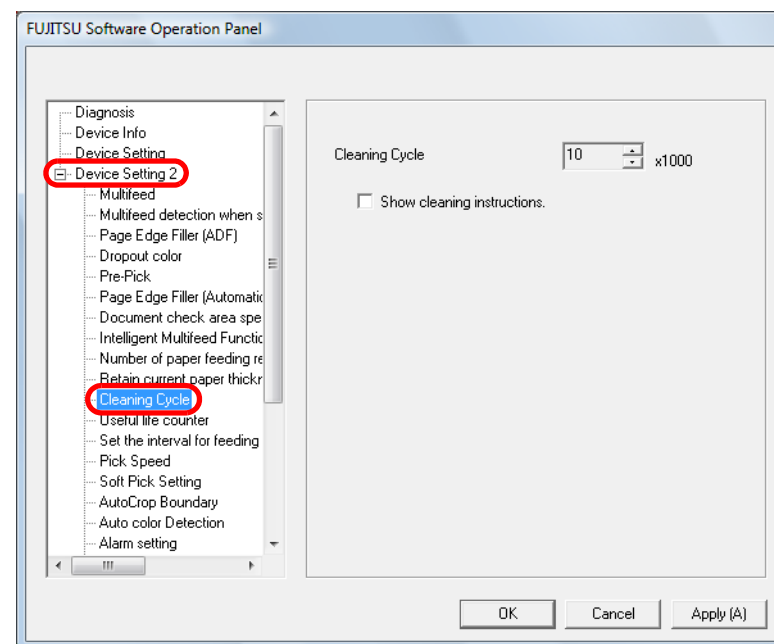 FUJITSU Software Operation Panel
Diagnosis
Device Info
Device Setting
Device Setting 2
Multifeed
Multifeed detection when s
Page Edge Filler (ADF)
Dropout color
Pre-Pick
Page Edge Filler (Automatic
Document check area spe
Intelligent Multifeed Functic
Number of paper feeding re
Retain current paper thickr
Cleaning Cycle
Useful life counter
Set the interval for feeding
Pick Speed
Soft Pick Setting
AutoCrop Boundary
Auto color Detection
Alarm setting
Cleaning Cycle 10 x1000
Show cleaning instructions.
OK Cancel Apply (A)